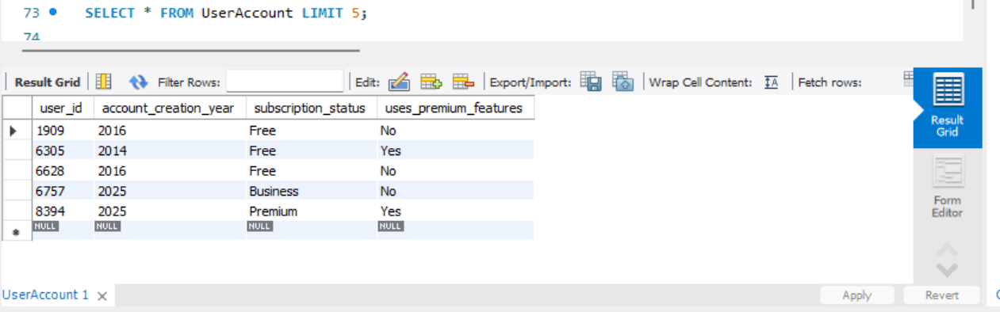 73 SELECT * FROM UserAccount LIMIT 5;
74
Result Grid Filter Rows: Edit: Export/Import: Wrap Cell Content: Fetch rows:
user_id account_creation_year subscription_status uses_premium_features
1909 2016 Free No
6305 2014 Free Yes
6628 2016 Free No
6757 2025 Business No
8394 2025 Premium Yes
NULL NULL NULL NULL
Result
Grid
Form
Editor
UserAccount 1
Apply Revert